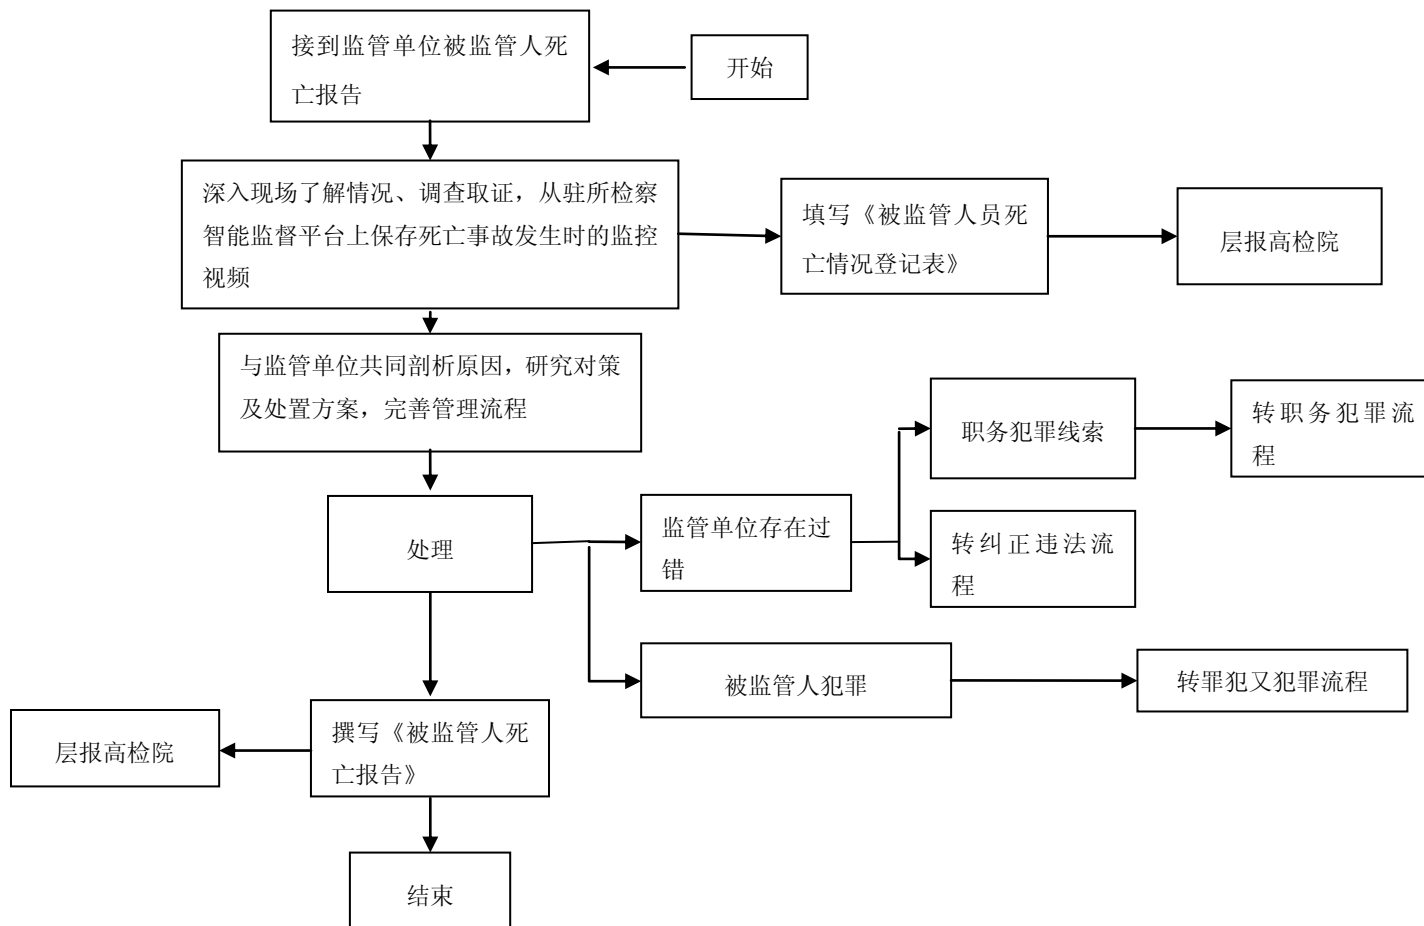 接到监管单位被监管人死
亡报告
开始
深入现场了解情况、调查取证，从驻所检察
智能监督平台上保存死亡事故发生时的监控
视频
填写《被监管人员死
亡情况登记表》
层报高检院
与监管单位共同剖析原因，研究对策
及处置方案，完善管理流程
职务犯罪线索
转职务犯罪流
程
处理
监管单位存在过
错
转纠正违法流
程
被监管人犯罪
转罪犯又犯罪流程
层报高检院
撰写《被监管人死
亡报告》
结束